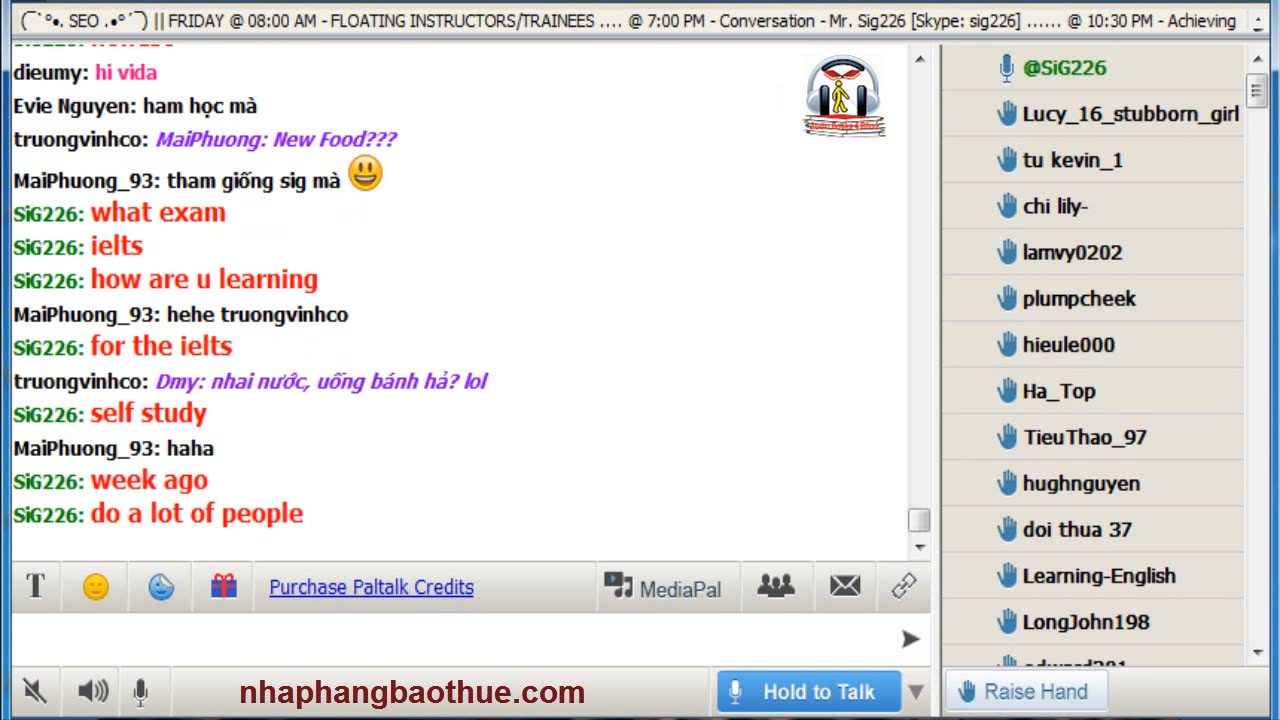 (¯`°•. SEO .•°´¯) || FRIDAY @ 08:00 AM - FLOATING INSTRUCTORS/TRAINEES .... @ 7:00 PM - Conversation - Mr. Sig226 [Skype: sig226] ...... @ 10:30 PM - Achieving
dieumy: hi vida
Evie Nguyen: ham học mà
truongvinhco: MaiPhuong: New Food???
MaiPhuong_93: tham giống sig mà
SiG226: what exam
SiG226: ielts
SiG226: how are u learning
MaiPhuong_93: hehe truongvinhco
SiG226: for the ielts
truongvinhco: Dmy: nhai nước, uống bánh hả? lol
SiG226: self study
MaiPhuong_93: haha
SiG226: week ago
SiG226: do a lot of people
T
Purchase Paltalk Credits
MediaPal
nhaphangbaothue.com
Hold to Talk
@SiG226
Lucy_16_stubborn_girl
tu kevin_1
chi lily-
lamvy0202
plumpcheek
hieule000
Ha_Top
TieuThao_97
hughnguyen
doi thua 37
Learning-English
LongJohn198
Raise Hand